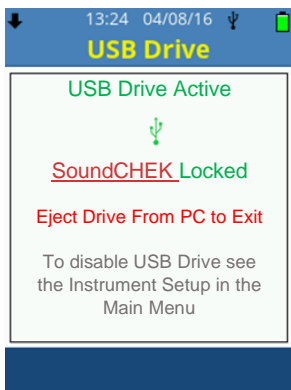 13:24 04/08/16
USB Drive
USB Drive Active
SoundCHEK Locked
Eject Drive From PC to Exit
To disable USB Drive see
the Instrument Setup in the
Main Menu